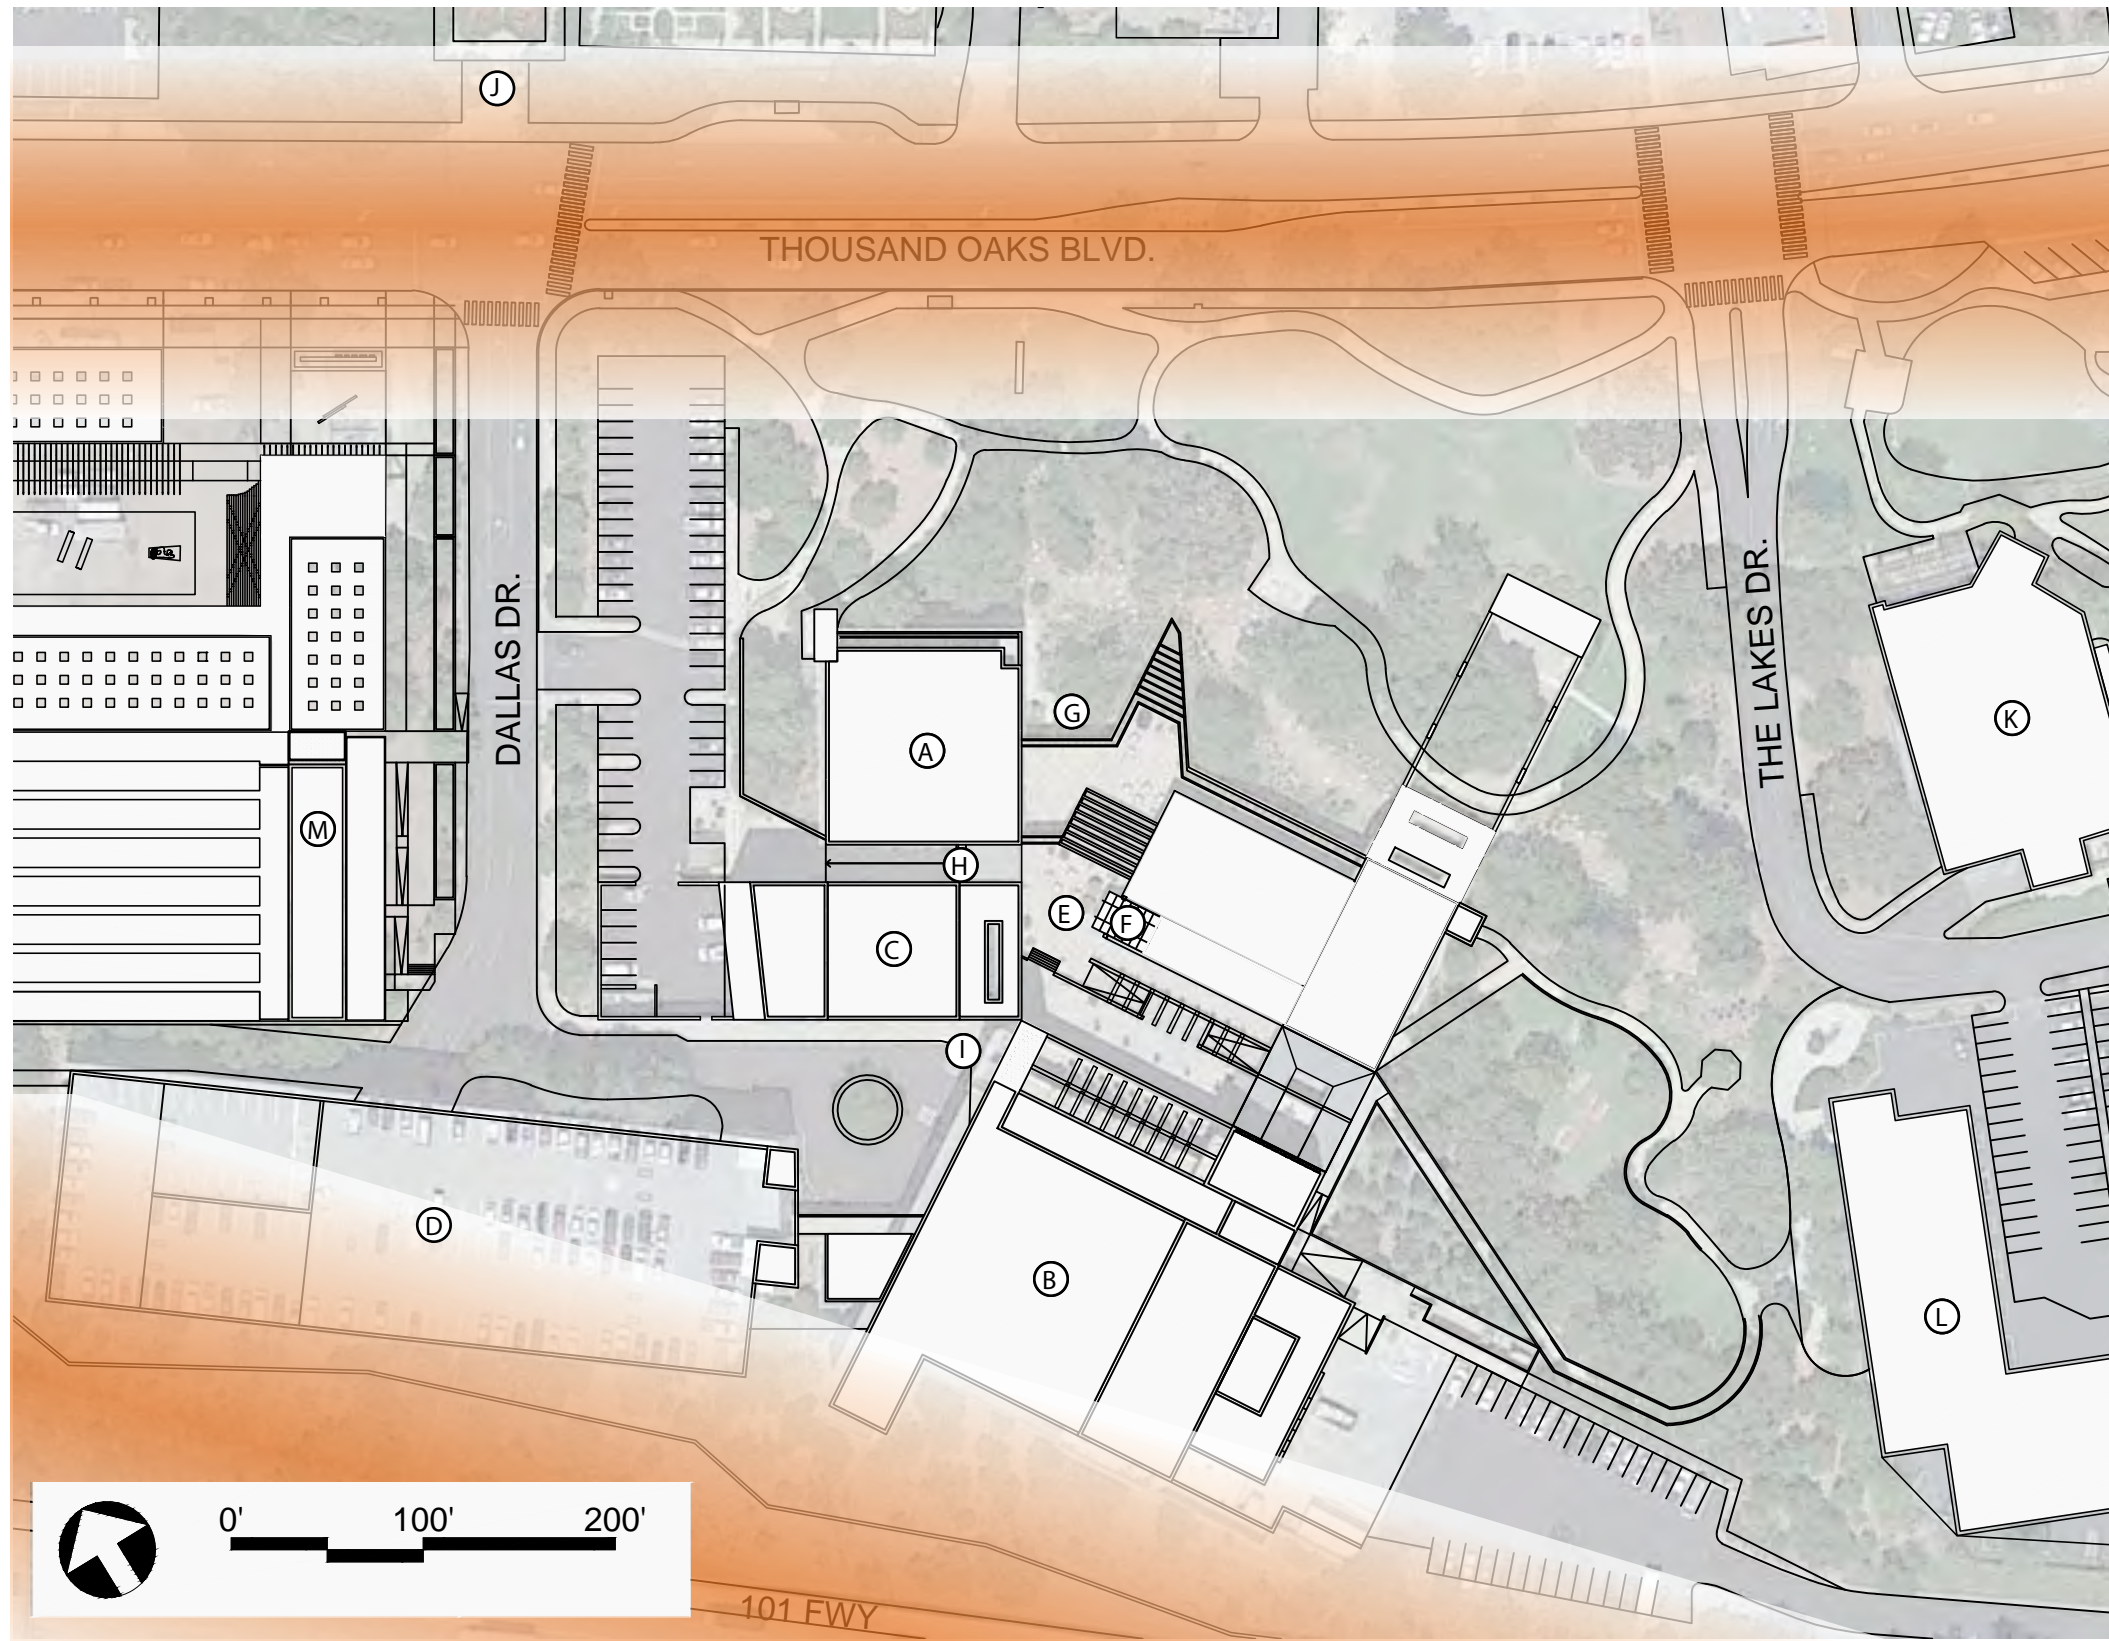 J
THOUSAND OAKS BLVD.
DALLAS DR.
THE LAKES DR.
G
K
A
M
H
E
F
C
I
D
B
L
0' 100' 200'
101 FWY